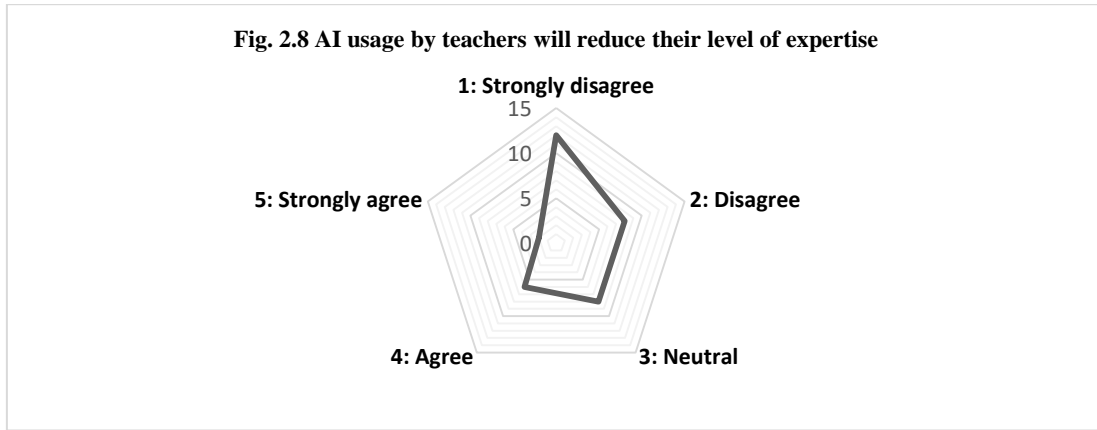 Fig. 2.8 AI usage by teachers will reduce their level of expertise
1: Strongly disagree
15
10
5: Strongly agree
2: Disagree
5
0
4: Agree
3: Neutral